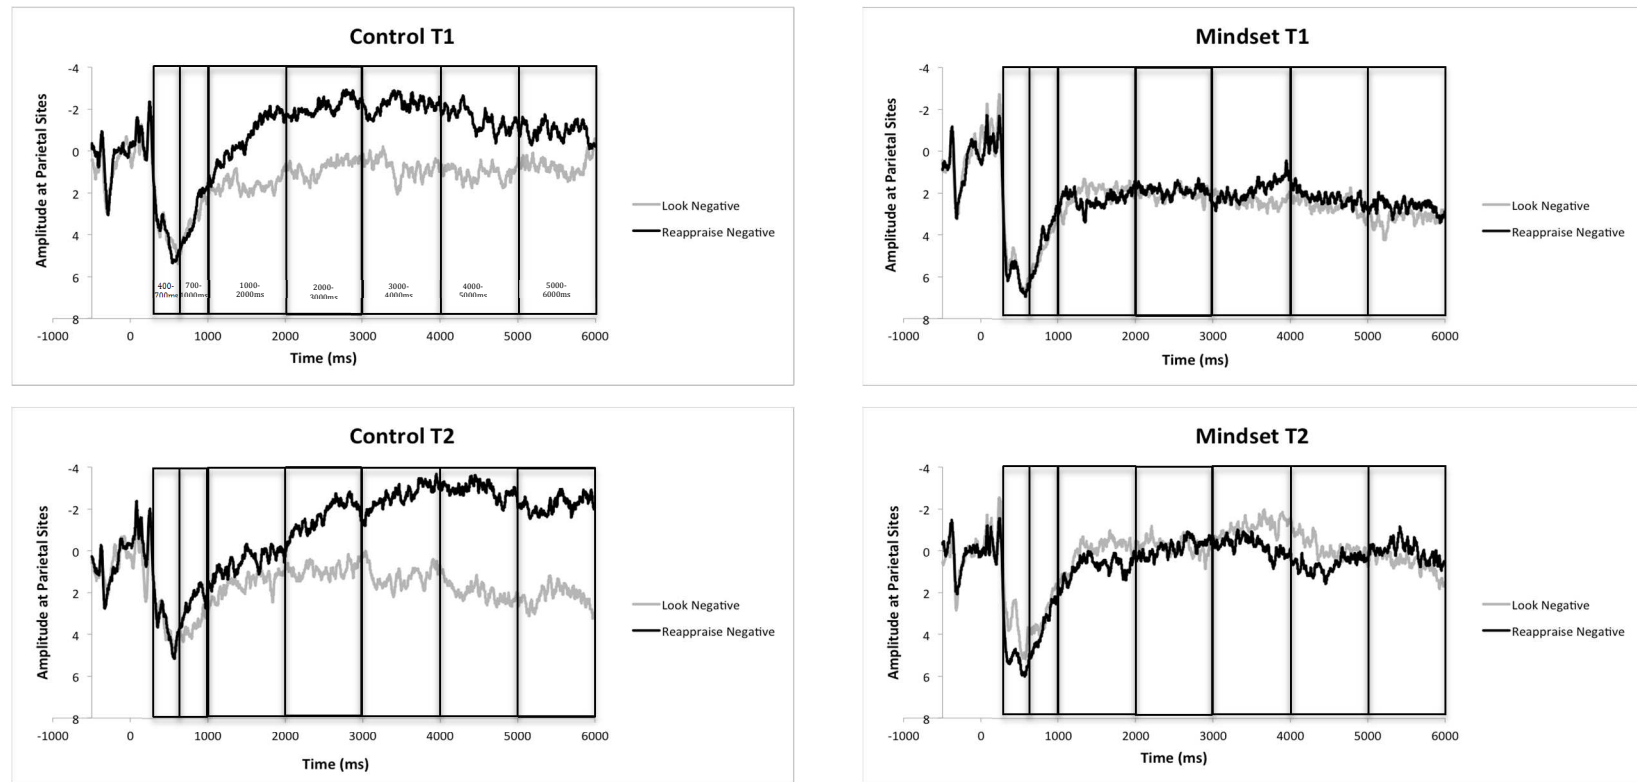 Control T1
Amplitude at Parietal Sites
-4
-2
0
2
4
6
8
400-
700ms
700-
1000ms
1000-
2000ms
2000-
3000ms
3000-
4000ms
4000-
5000ms
5000-
6000ms
-1000 0 1000 2000 3000 4000 5000 6000
Time (ms)
Look Negative
Reappraise Negative
Mindset T1
Amplitude at Parietal Sites
-4
-2
0
2
4
6
8
-1000 0 1000 2000 3000 4000 5000 6000
Time (ms)
Look Negative
Reappraise Negative
Control T2
Amplitude at Parietal Sites
-4
-2
0
2
4
6
8
-1000 0 1000 2000 3000 4000 5000 6000
Time (ms)
Look Negative
Reappraise Negative
Mindset T2
Amplitude at Parietal Sites
-4
-2
0
2
4
6
8
-1000 0 1000 2000 3000 4000 5000 6000
Time (ms)
Look Negative
Reappraise Negative